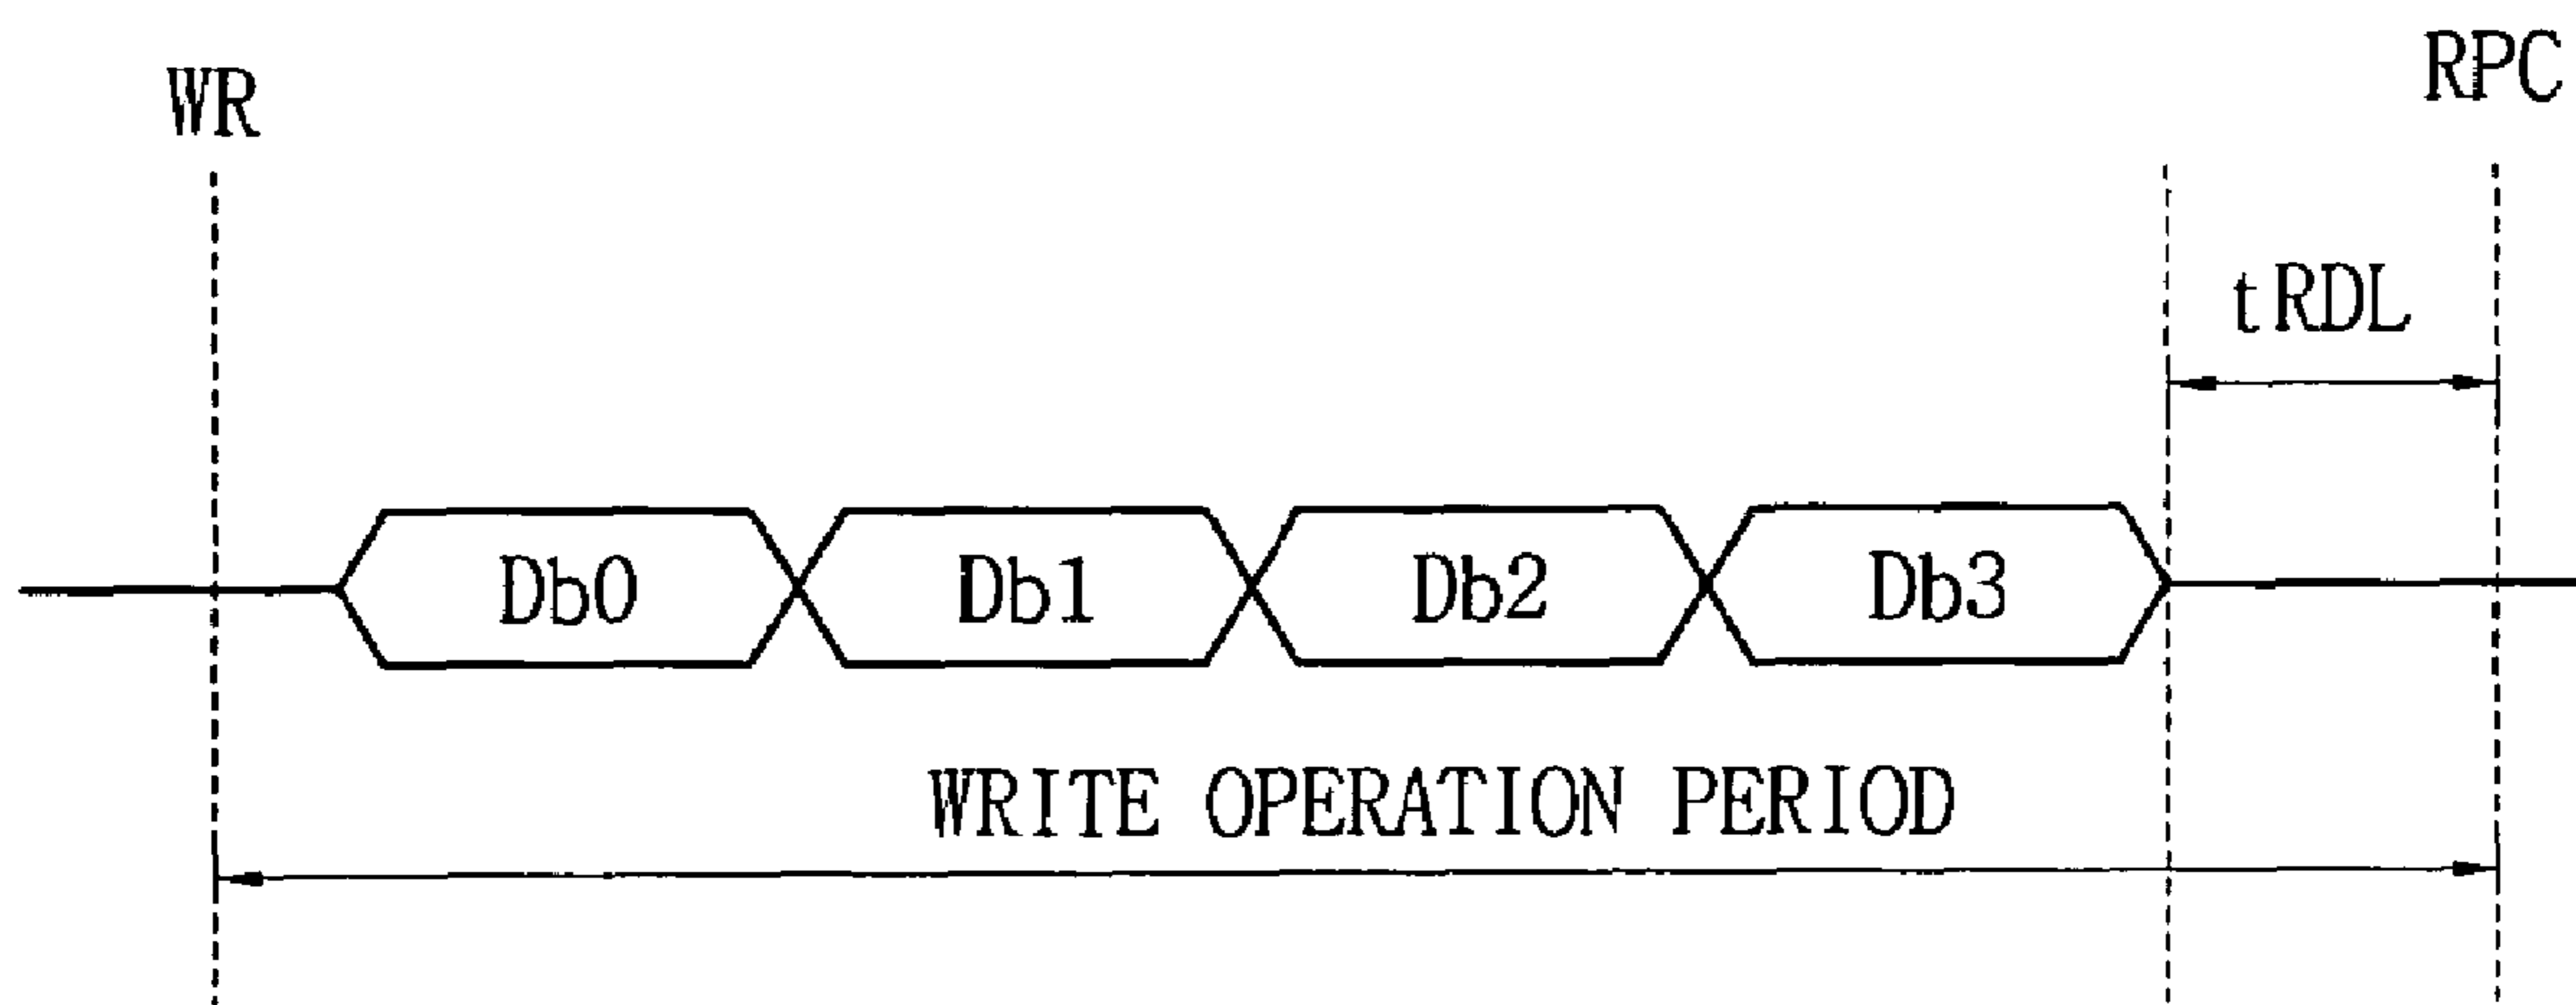 WR
RPC
tRDL
Db0 Db1 Db2 Db3
WRITE OPERATION PERIOD